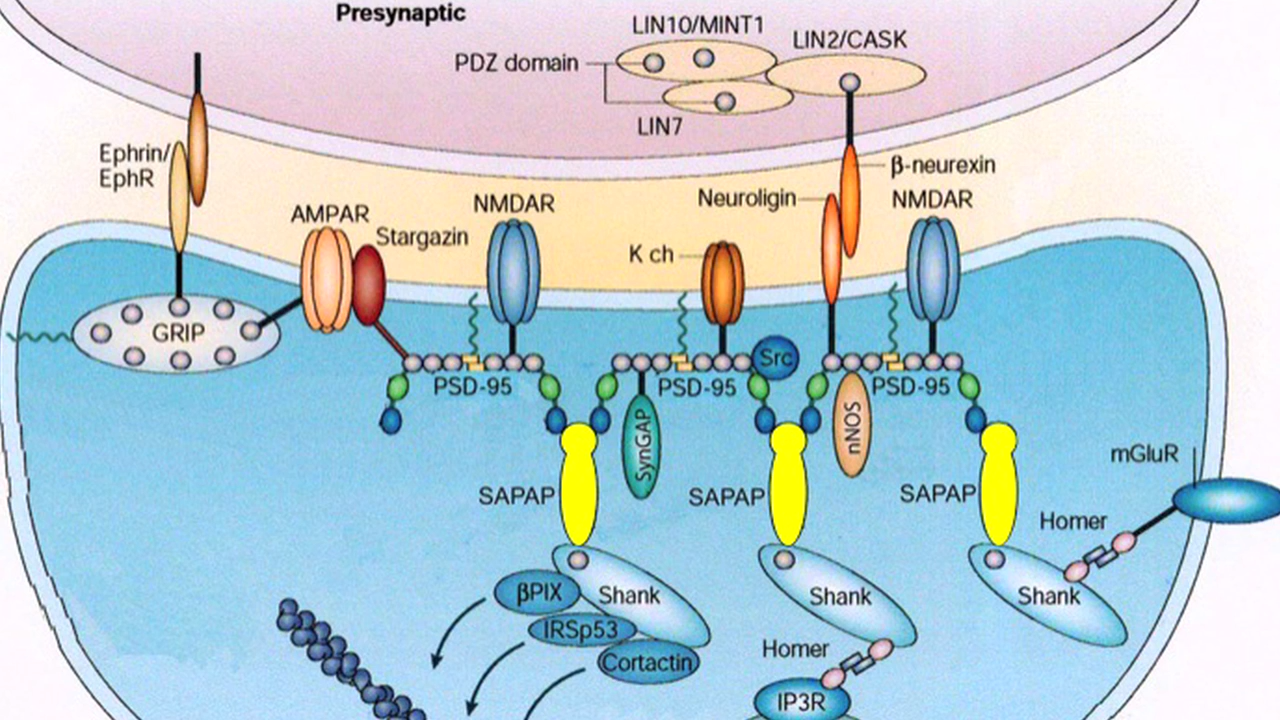 Presynaptic
LIN10/MINT1
LIN2/CASK
PDZ domain
LIN7
Ephrin/
EphR
β-neurexin
NMDAR
Neuroligin
NMDAR
AMPAR
Stargazin
K ch
GRIP
Src
PSD-95
PSD-95
PSD-95
SynGAP
nNOS
mGluR
SAPAP
SAPAP
SAPAP
Homer
βPIX
Shank
Shank
Shank
IRSp53
Homer
Cortactin
IP3R